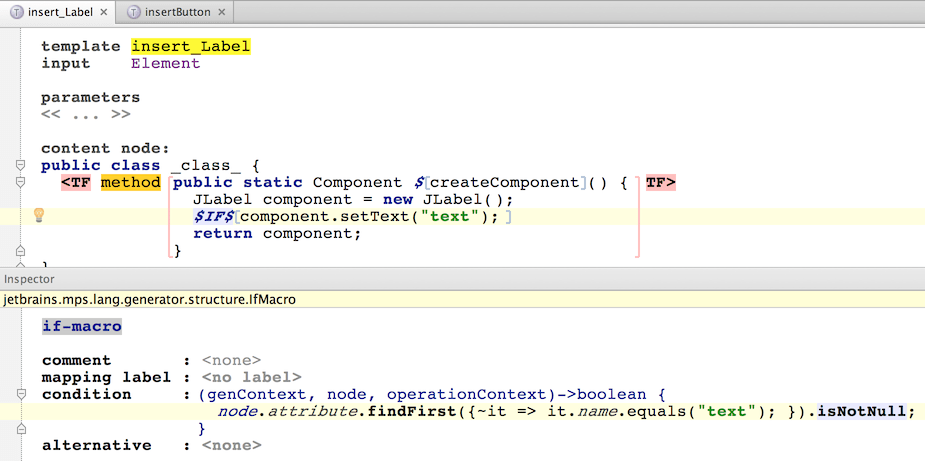 insert_Label × insertButton ×
template insert_Label
input Element
parameters
<< ... >>
content node:
public class _class_ {
<TF method public static Component $[createComponent]() { TF>
JLabel component = new JLabel();
$IF$[component.setText("text"); ]
return component;
}
Inspector
jetbrains.mps.lang.generator.structure.IfMacro
if-macro
comment : <none>
mapping label : <no label>
condition : (genContext, node, operationContext)->boolean {
node.attribute.findFirst({~it => it.name.equals("text"); }).isNotNull;
}
alternative : <none>